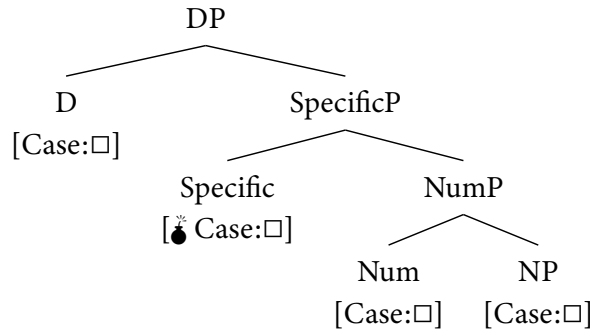 DP
D SpecificP
[Case:□]
Specific NumP
[💣Case:□]
Num NP
[Case:□] [Case:□]